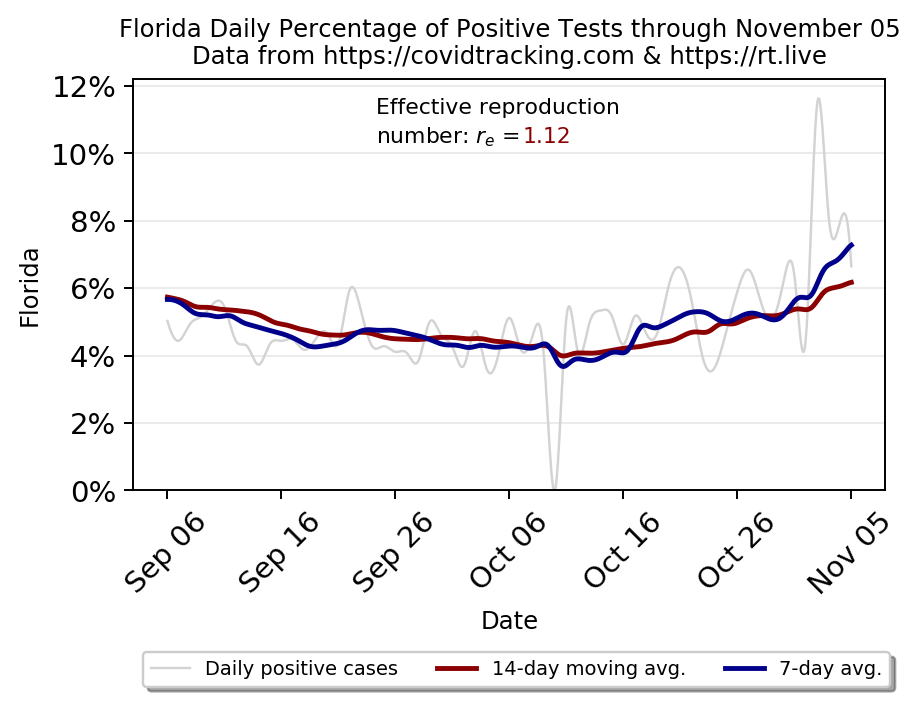 Florida Daily Percentage of Positive Tests through November 05
Data from https://covidtracking.com & https://rt.live
Effective reproduction
number: rₑ =1.12
12%
10%
8%
6%
4%
2%
0%
Florida
Sep 06
Sep 16
Sep 26
Oct 06
Oct 16
Oct 26
Nov 05
Date
Daily positive cases
14-day moving avg.
7-day avg.